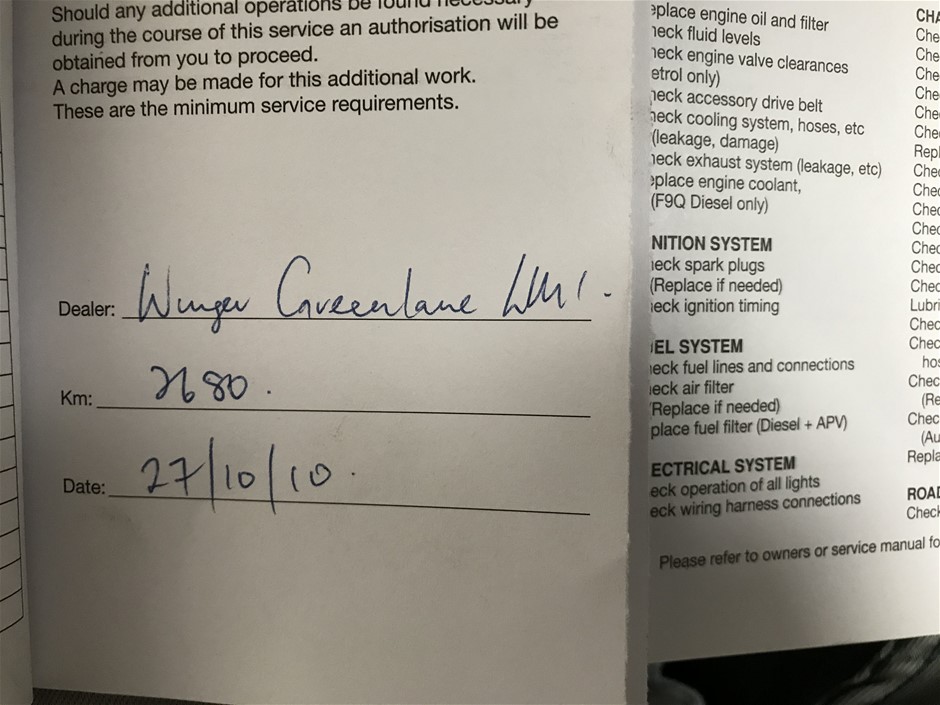 Should any additional operations be found necessary
during the course of this service an authorisation will be
obtained from you to proceed.
A charge may be made for this additional work.
These are the minimum service requirements.
Dealer: Winger Greenlane
Km: 2680.
Date: 27/10/10.
eplace engine oil and filter
heck fluid levels
heck engine valve clearances
etrol only)
heck accessory drive belt
heck cooling system, hoses, etc
(leakage, damage)
heck exhaust system (leakage, etc)
eplace engine coolant,
(F9Q Diesel only)
NITION SYSTEM
eck spark plugs
(Replace if needed)
eck ignition timing
EL SYSTEM
eck fuel lines and connections
eck air filter
Replace if needed)
place fuel filter (Diesel + APV)
ECTRICAL SYSTEM
eck operation of all lights
eck wiring harness connections
Please refer to owners or service manual fo
CHA
Che
Che
Che
Che
Che
Che
Repl
Chec
Chec
Chec
Chec
Chec
Chec
Chec
Lubri
Chec
Chec
hos
Chec
(Re
Chec
(Au
Repla
ROAD
Check